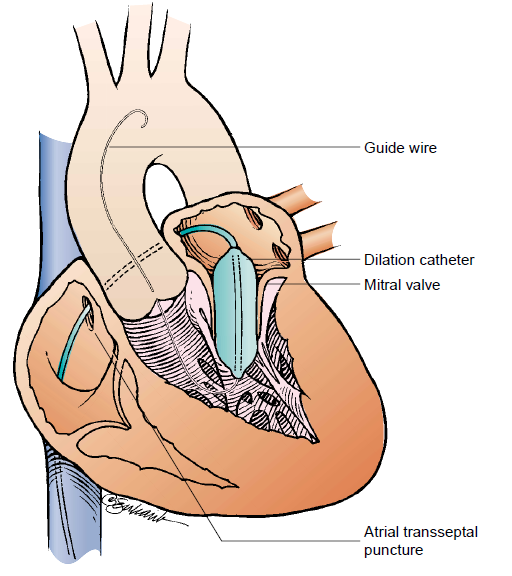 Guide wire
Dilation catheter
Mitral valve
Atrial transseptal
puncture